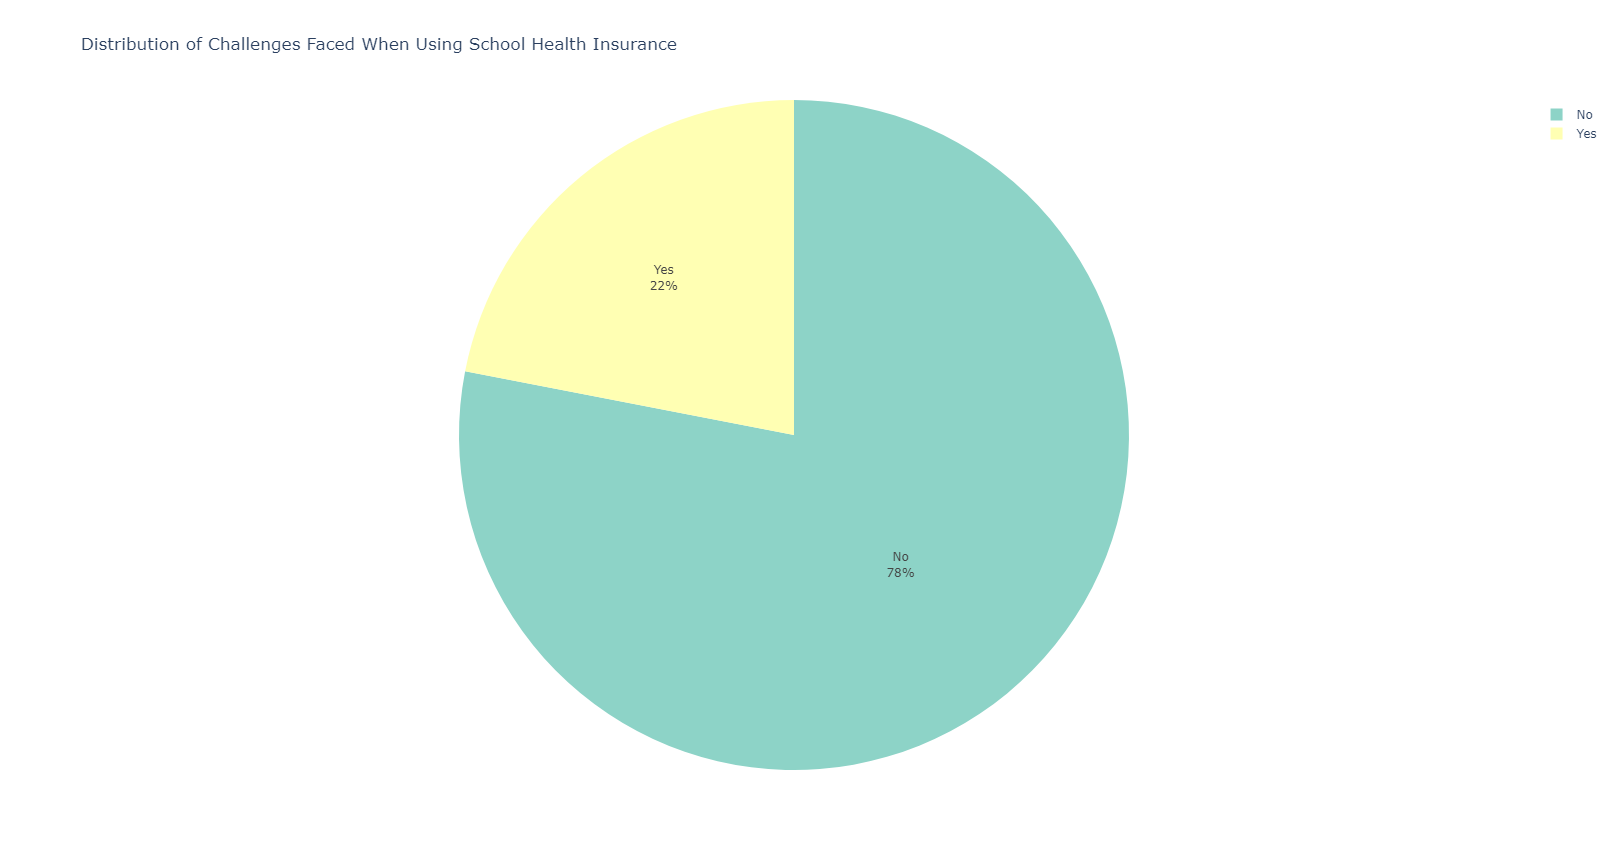 Distribution of Challenges Faced When Using School Health Insurance
No
Yes
Yes
22%
No
78%